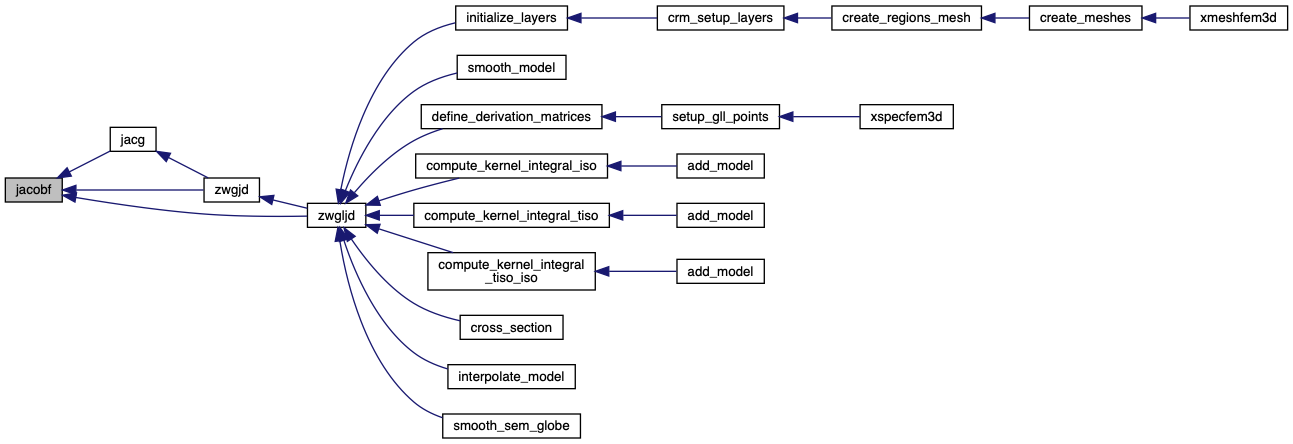 initialize_layers
crm_setup_layers
create_regions_mesh
create_meshes
xmeshfem3d
smooth_model
define_derivation_matrices
setup_gll_points
xspecfem3d
jacg
compute_kernel_integral_iso
add_model
jacobf
zwgjd
zwgljd
compute_kernel_integral_tiso
add_model
compute_kernel_integral
_tiso_iso
add_model
cross_section
interpolate_model
smooth_sem_globe